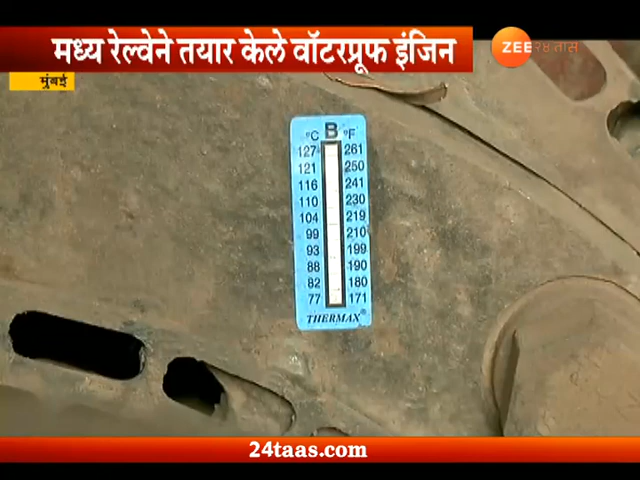 मध्य रेल्वेने तयार केले वॉटरप्रूफ इंजिन
ZEE २४ तास
मुंबई
°C B °F
127 261
121 250
116 241
110 230
104 219
99 210
93 199
88 190
82 180
77 171
THERMAX®
24taas.com